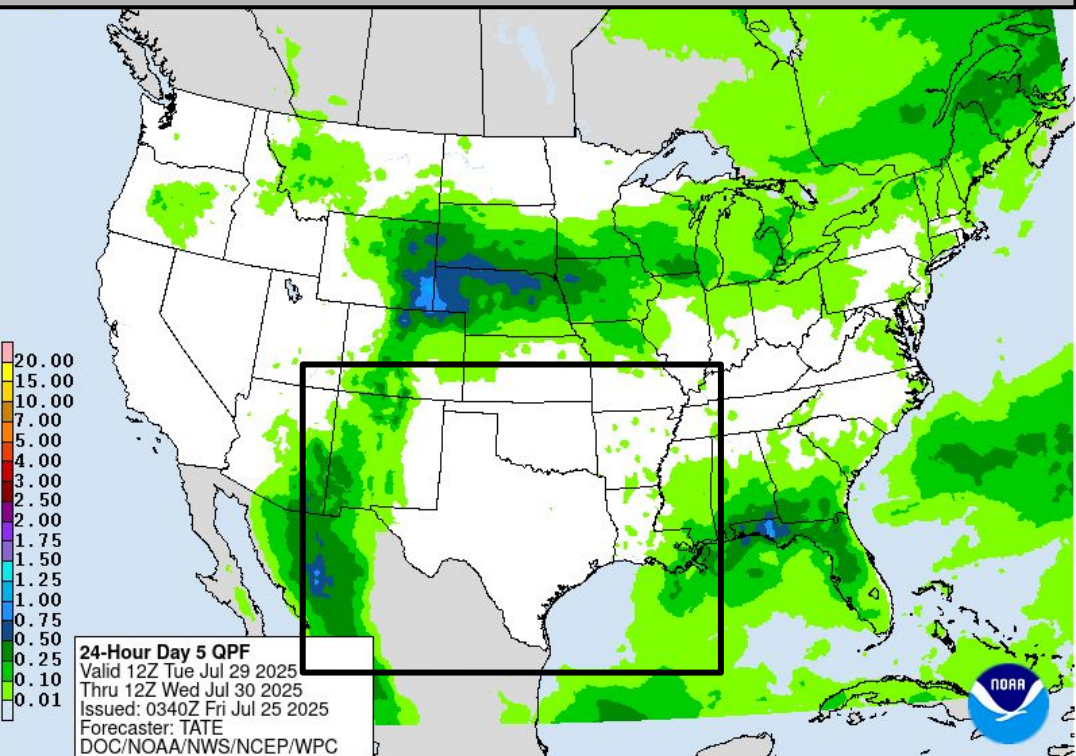 20.00
15.00
10.00
7.00
5.00
4.00
3.00
2.50
2.00
1.75
1.50
1.25
1.00
0.75
0.50
0.25
0.10
0.01
24-Hour Day 5 QPF
Valid 12Z Tue Jul 29 2025
Thru 12Z Wed Jul 30 2025
Issued: 0340Z Fri Jul 25 2025
Forecaster: TATE
DOC/NOAA/NWS/NCEP/WPC
NOAA